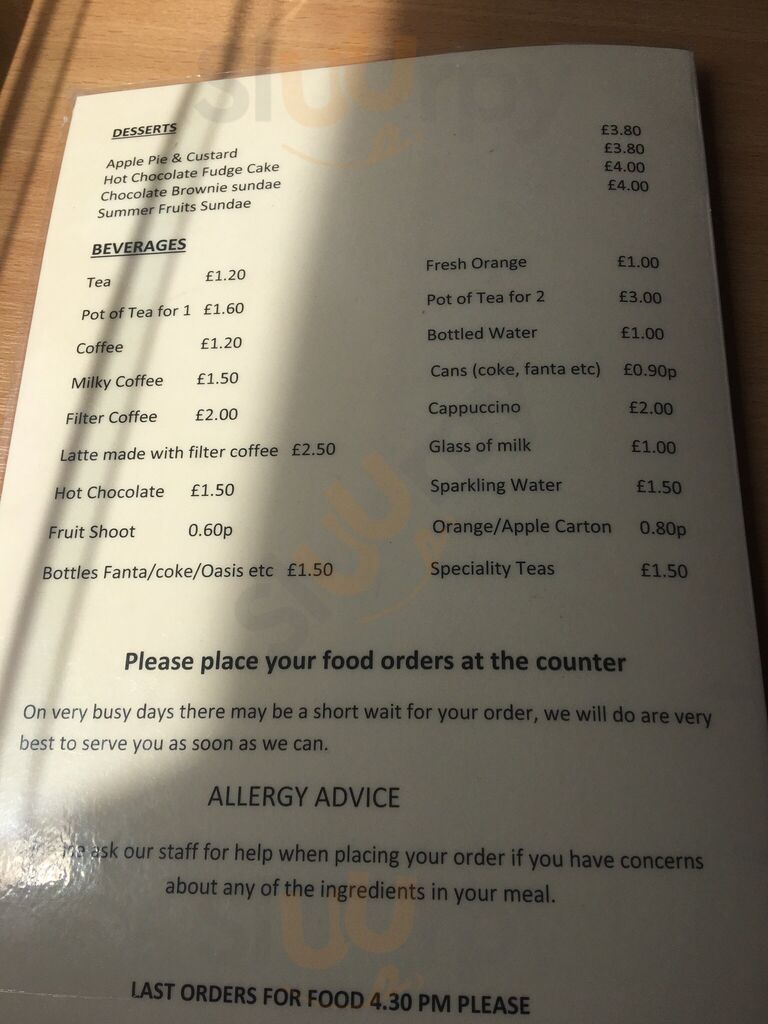 DESSERTS
Apple Pie & Custard £3.80
Hot Chocolate Fudge Cake £3.80
Chocolate Brownie sundae £4.00
Summer Fruits Sundae £4.00
BEVERAGES
Tea £1.20 Fresh Orange £1.00
Pot of Tea for 1 £1.60 Pot of Tea for 2 £3.00
Coffee £1.20 Bottled Water £1.00
Milky Coffee £1.50 Cans (coke, fanta etc) £0.90p
Filter Coffee £2.00 Cappuccino £2.00
Latte made with filter coffee £2.50 Glass of milk £1.00
Hot Chocolate £1.50 Sparkling Water £1.50
Fruit Shoot 0.60p Orange/Apple Carton 0.80p
Bottles Fanta/coke/Oasis etc £1.50 Speciality Teas £1.50
Please place your food orders at the counter
On very busy days there may be a short wait for your order, we will do are very
best to serve you as soon as we can.
ALLERGY ADVICE
ask our staff for help when placing your order if you have concerns
about any of the ingredients in your meal.
LAST ORDERS FOR FOOD 4.30 PM PLEASE